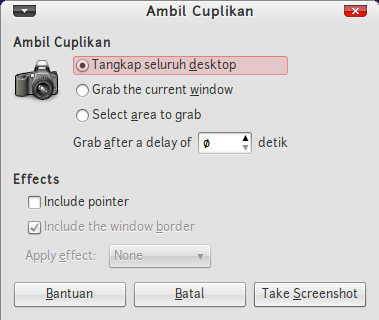 Ambil Cuplikan
Ambil Cuplikan
Tangkap seluruh desktop
Grab the current window
Select area to grab
Grab after a delay of 0 detik
Effects
Include pointer
Include the window border
Apply effect: None
Bantuan Batal Take Screenshot